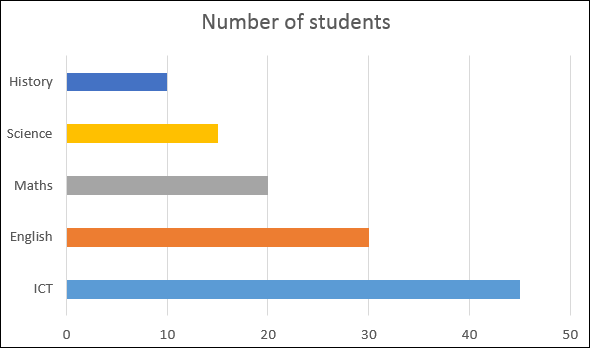 Number of students
History
Science
Maths
English
ICT
0 10 20 30 40 50